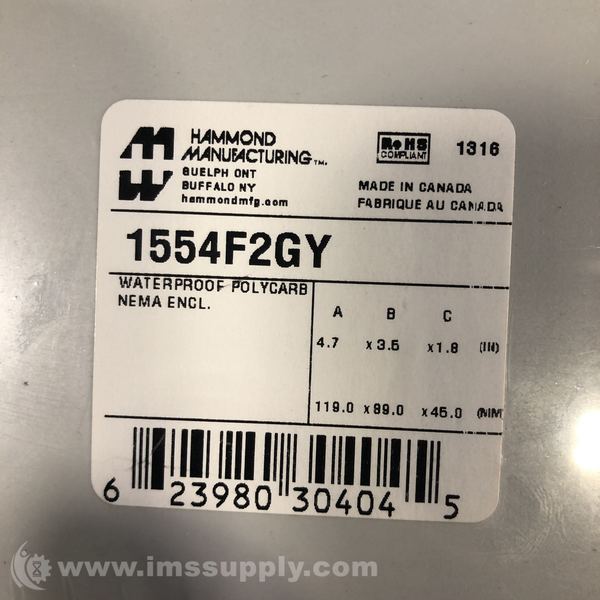 HAMMOND
MANUFACTURING™
GUELPH ONT
BUFFALO NY
hammondmfg.com
RoHS
COMPLIANT
1316
MADE IN CANADA
FABRIQUE AU CANADA
1554F2GY
WATERPROOF POLYCARB
NEMA ENCL.
A B C
4.7 x 3.5 x 1.8 (IN)
119.0 x 89.0 x 45.0 (MM
6 23980 30404 5
www.imssupply.com